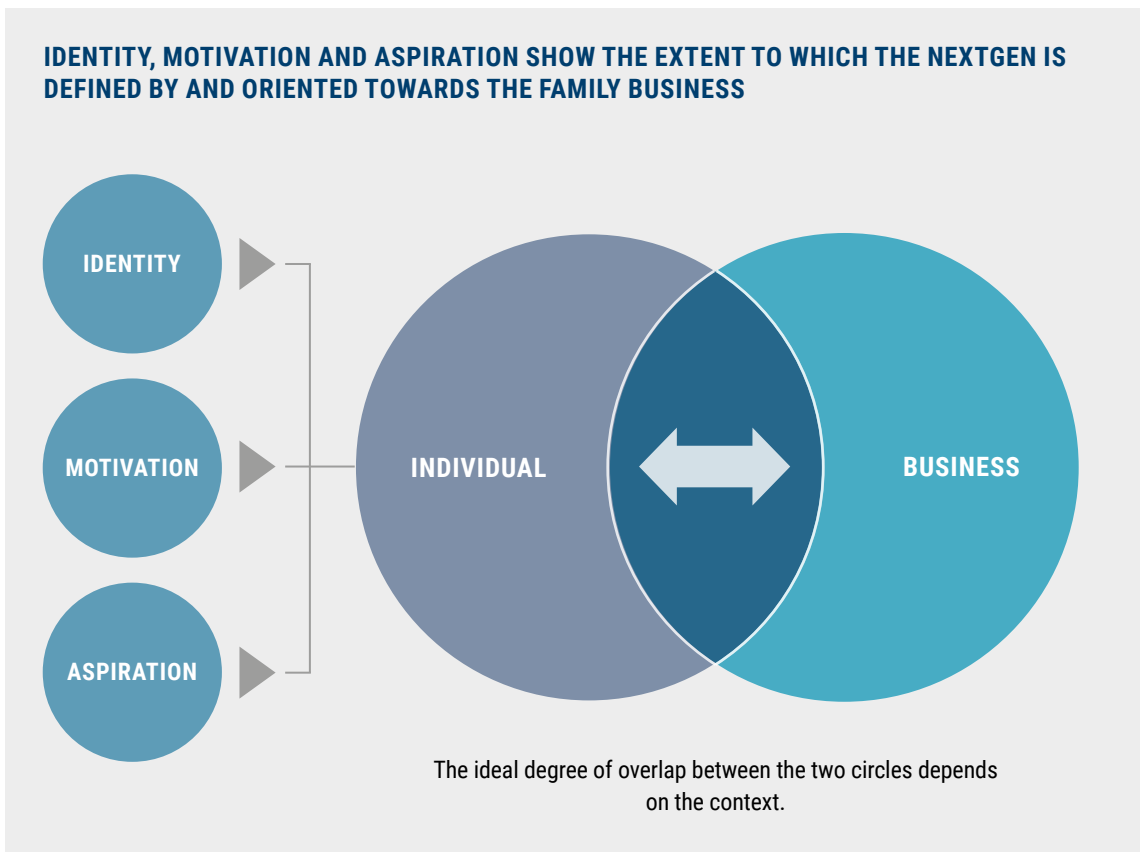 IDENTITY, MOTIVATION AND ASPIRATION SHOW THE EXTENT TO WHICH THE NEXTGEN IS
DEFINED BY AND ORIENTED TOWARDS THE FAMILY BUSINESS
IDENTITY
MOTIVATION
ASPIRATION
INDIVIDUAL
BUSINESS
The ideal degree of overlap between the two circles depends
on the context.